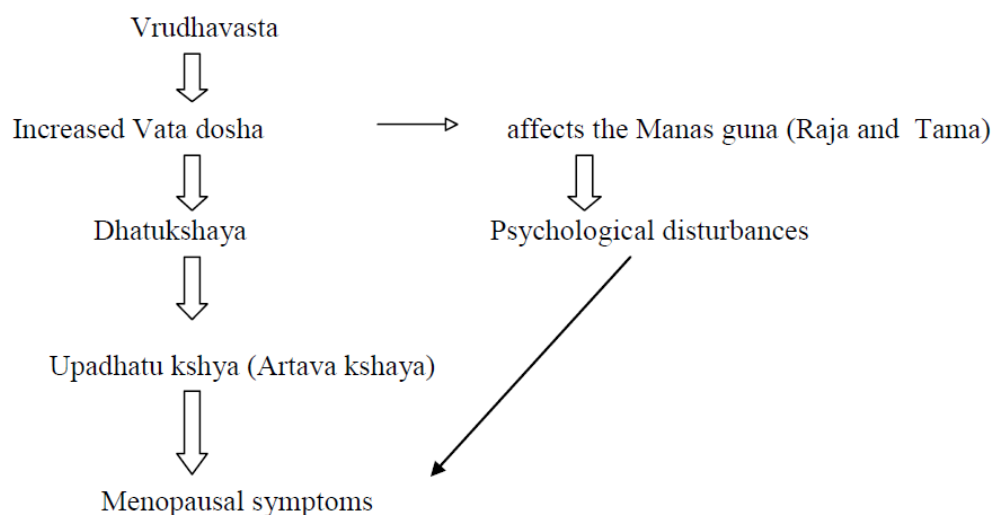 Vrudhavasta
Increased Vata dosha
affects the Manas guna (Raja and Tama)
Dhatukshaya
Psychological disturbances
Upadhatu kshya (Artava kshaya)
Menopausal symptoms